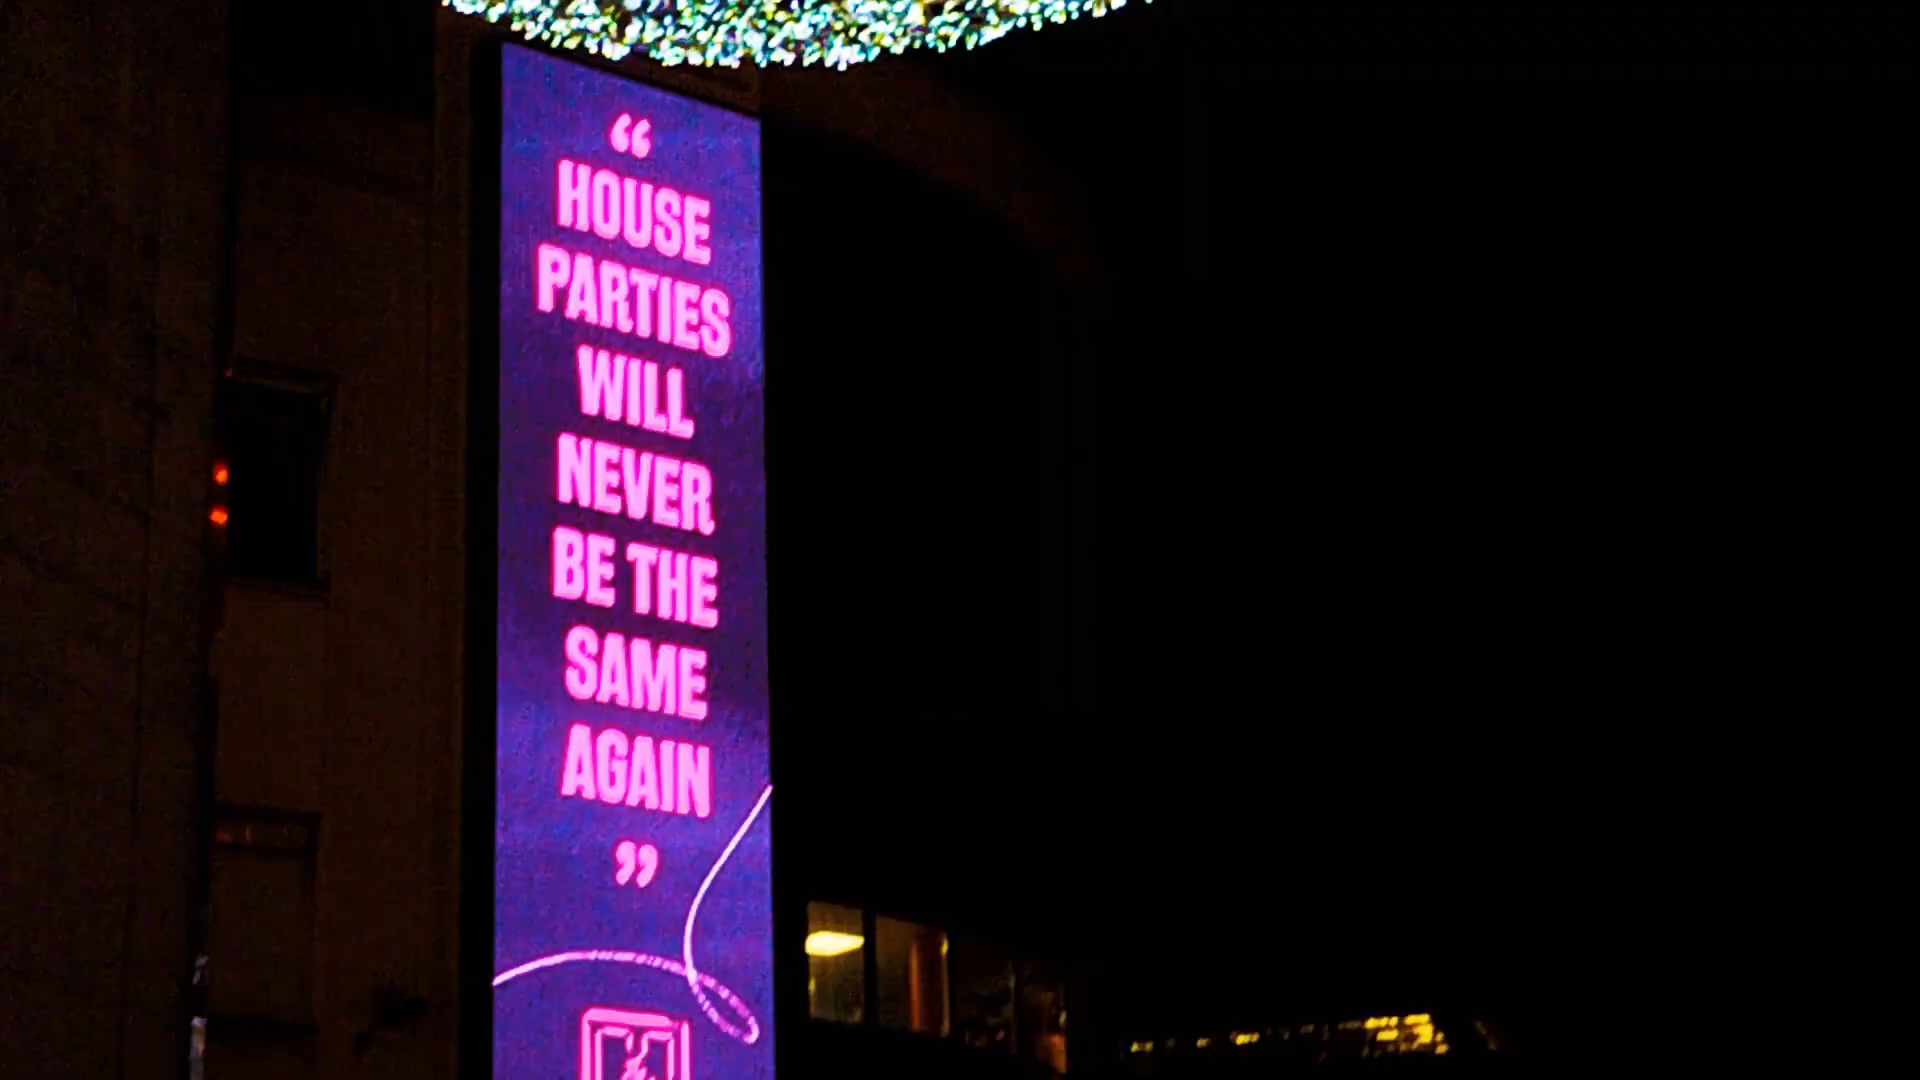 “
HOUSE
PARTIES
WILL
NEVER
BE THE
SAME
AGAIN
”